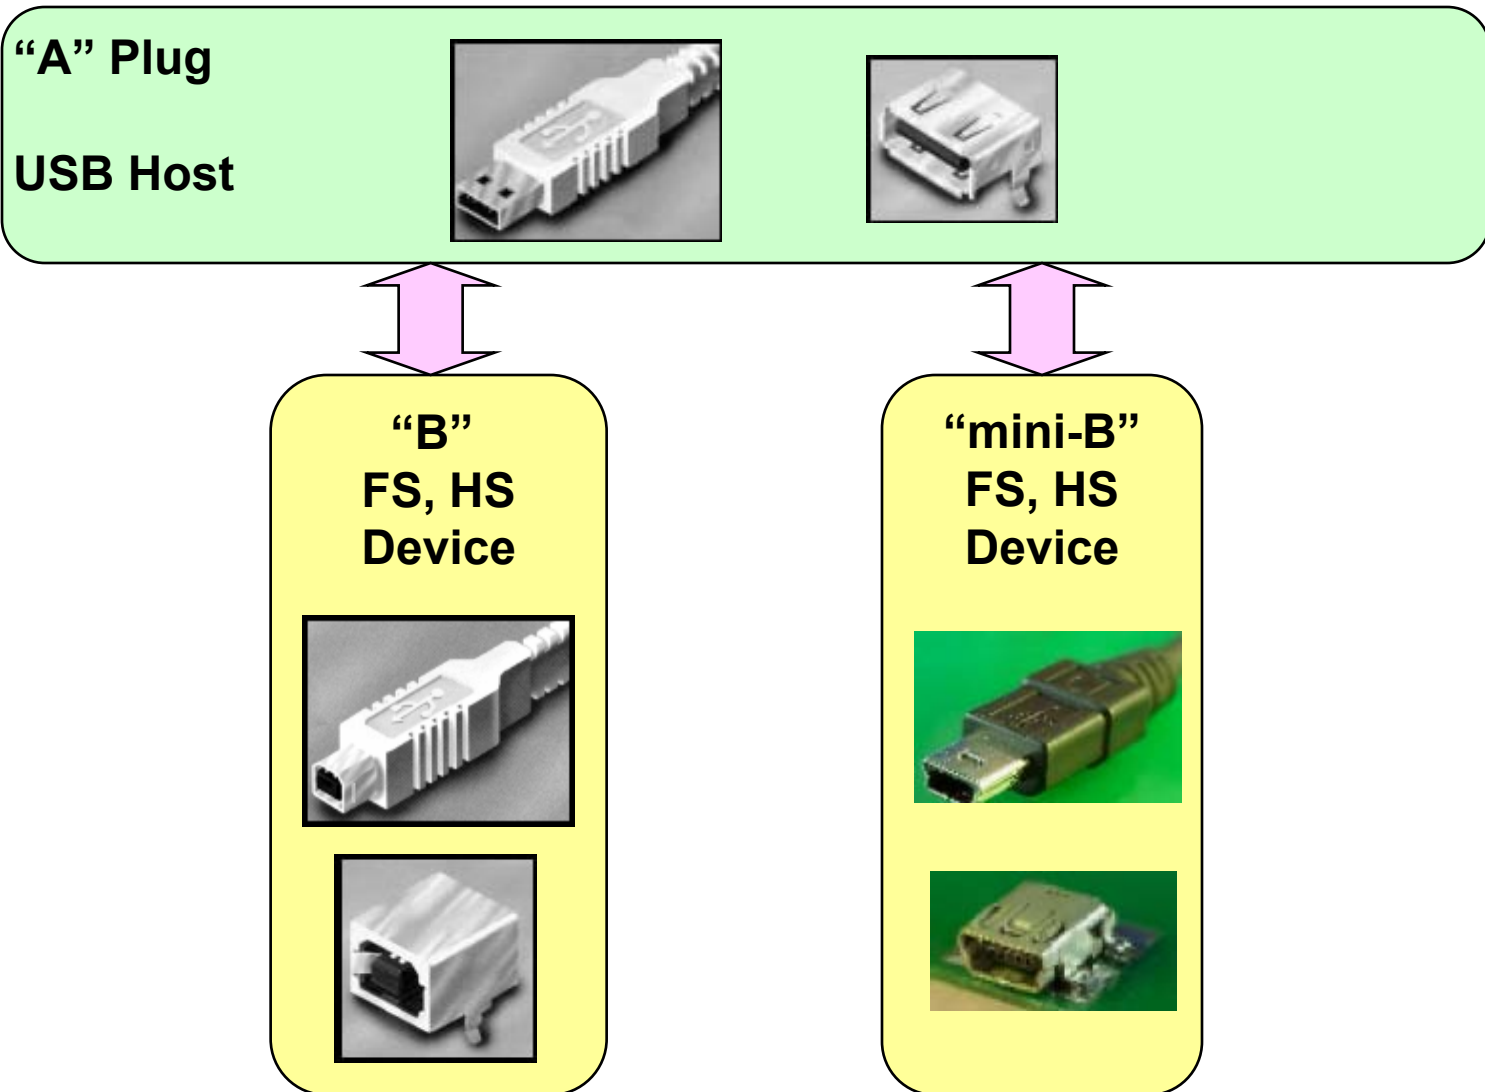 “A” Plug
USB Host
“B”
FS, HS
Device
“mini-B”
FS, HS
Device